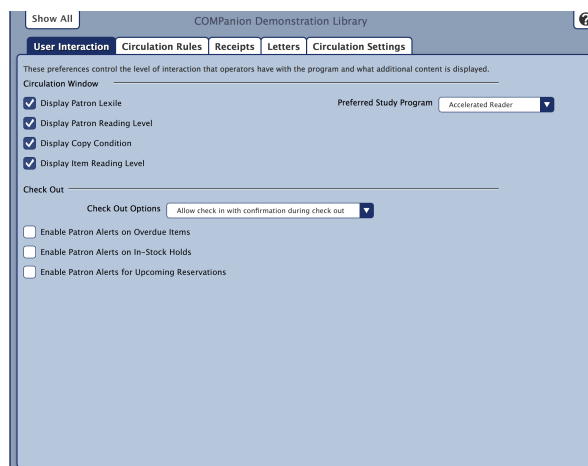 Show All
COMPanion Demonstration Library
?
User Interaction
Circulation Rules
Receipts
Letters
Circulation Settings
These preferences control the level of interaction that operators have with the program and what additional content is displayed.
Circulation Window
Display Patron Lexile
Preferred Study Program
Accelerated Reader
Display Patron Reading Level
Display Copy Condition
Display Item Reading Level
Check Out
Check Out Options
Allow check in with confirmation during check out
Enable Patron Alerts on Overdue Items
Enable Patron Alerts on In-Stock Holds
Enable Patron Alerts for Upcoming Reservations